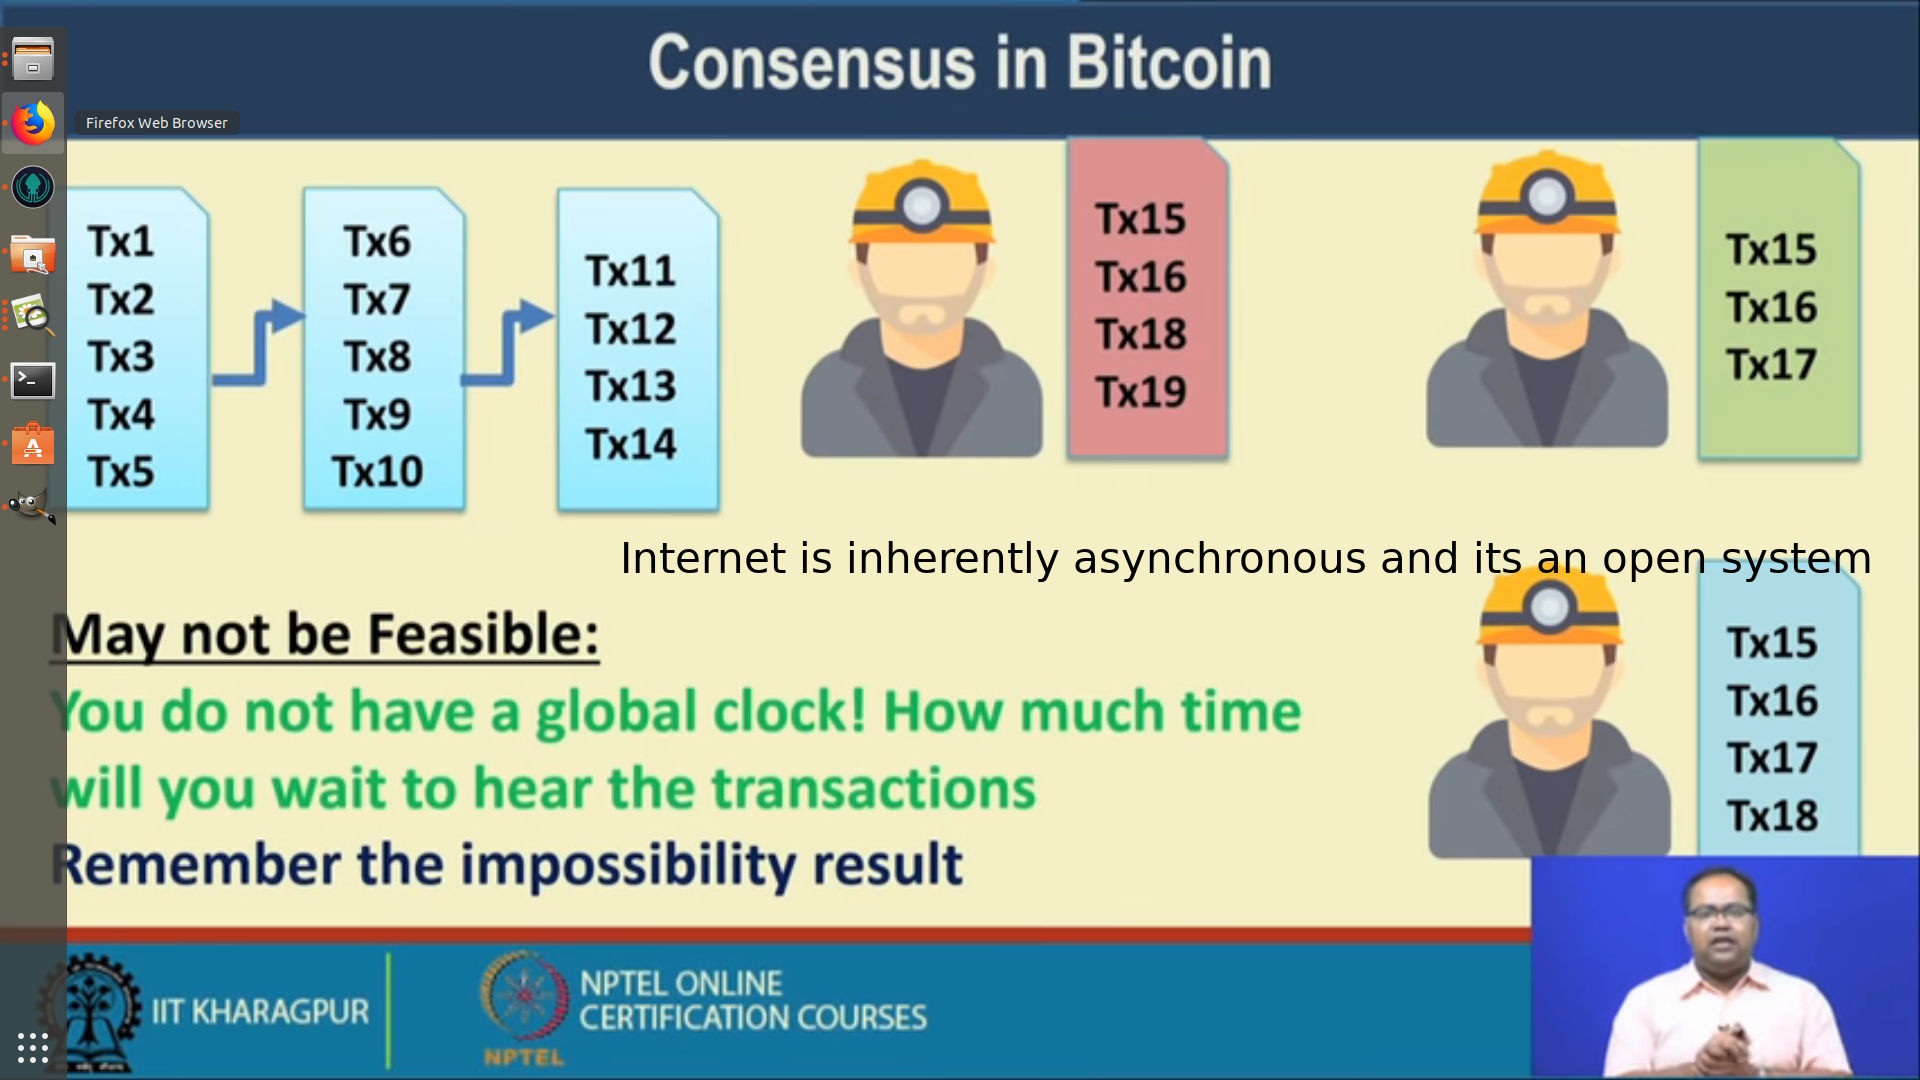 Consensus in Bitcoin
Firefox Web Browser
Tx1
Tx2
Tx3
Tx4
Tx5
Tx6
Tx7
Tx8
Tx9
Tx10
Tx11
Tx12
Tx13
Tx14
Tx15
Tx16
Tx18
Tx19
Tx15
Tx16
Tx17
Internet is inherently asynchronous and its an open system
May not be Feasible:
You do not have a global clock! How much time
will you wait to hear the transactions
Remember the impossibility result
Tx15
Tx16
Tx17
Tx18
IIT KHARAGPUR
NPTEL
NPTEL ONLINE
CERTIFICATION COURSES